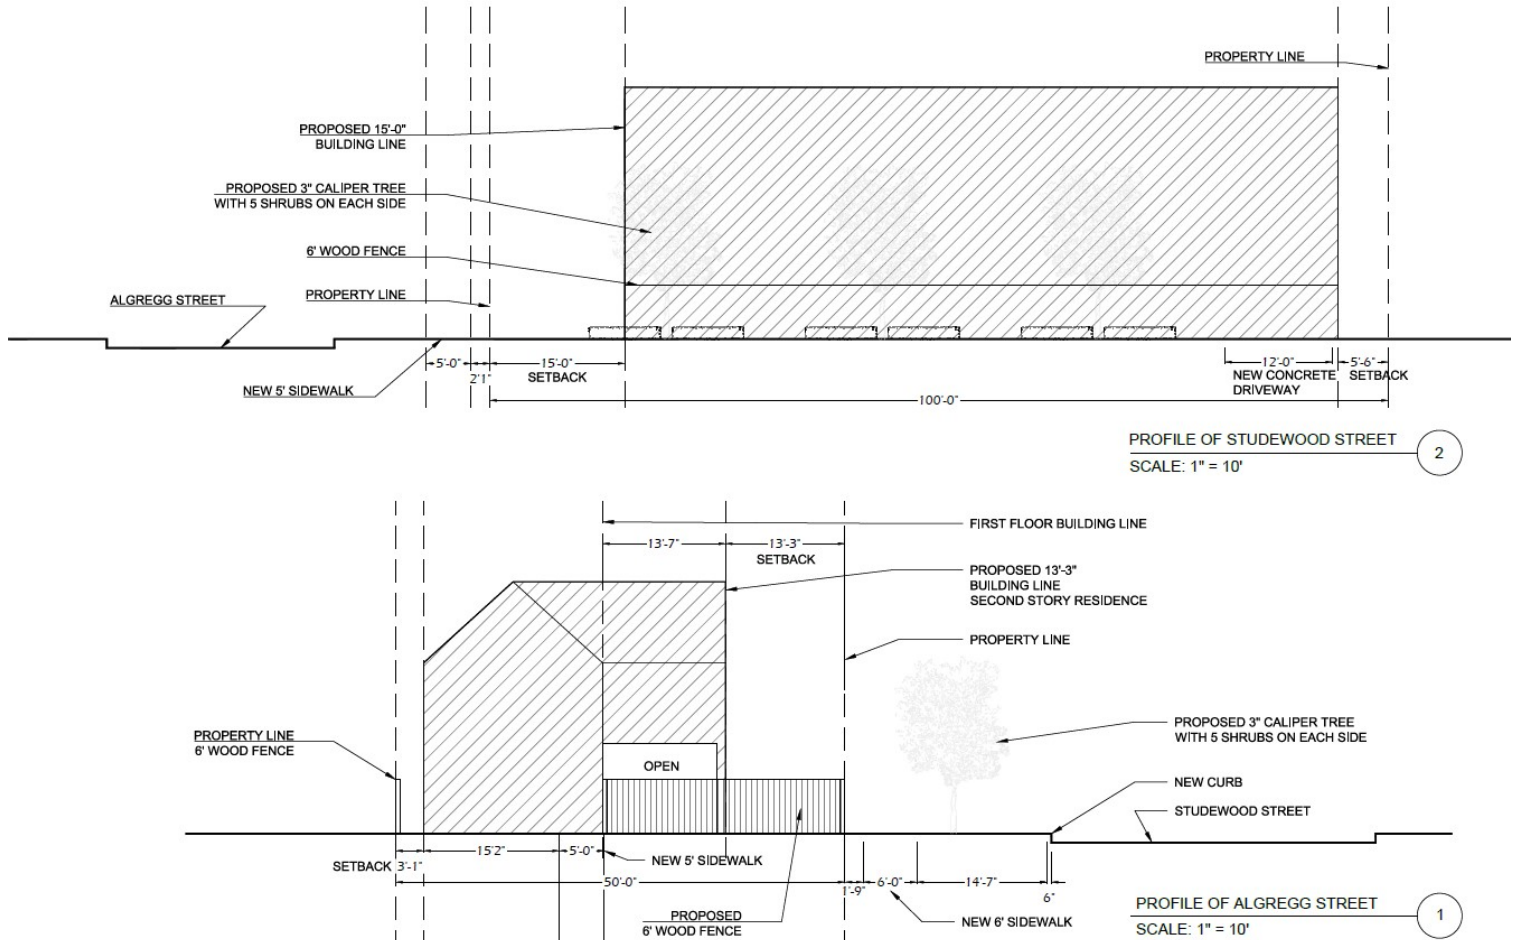 PROPERTY LINE
PROPOSED 15'-0"
BUILDING LINE
PROPOSED 3" CALIPER TREE
WITH 5 SHRUBS ON EACH SIDE
6' WOOD FENCE
PROPERTY LINE
ALGREGG STREET
5'-0"
2'1"
15'-0"
SETBACK
12'-0"
NEW CONCRETE
DRIVEWAY
5'-6"
SETBACK
NEW 5' SIDEWALK
100'-0"
PROFILE OF STUDEWOOD STREET
SCALE: 1" = 10'
2
FIRST FLOOR BUILDING LINE
13'-7"
13'-3"
SETBACK
PROPOSED 13'-3"
BUILDING LINE
SECOND STORY RESIDENCE
PROPERTY LINE
PROPERTY LINE
6' WOOD FENCE
PROPOSED 3" CALIPER TREE
WITH 5 SHRUBS ON EACH SIDE
OPEN
NEW CURB
STUDEWOOD STREET
SETBACK 3'-1"
15'2"
5'-0"
NEW 5' SIDEWALK
50'-0"
1'-9"
6'-0"
14'-7"
6"
PROPOSED
6' WOOD FENCE
NEW 6' SIDEWALK
PROFILE OF ALGREGG STREET
SCALE: 1" = 10'
1